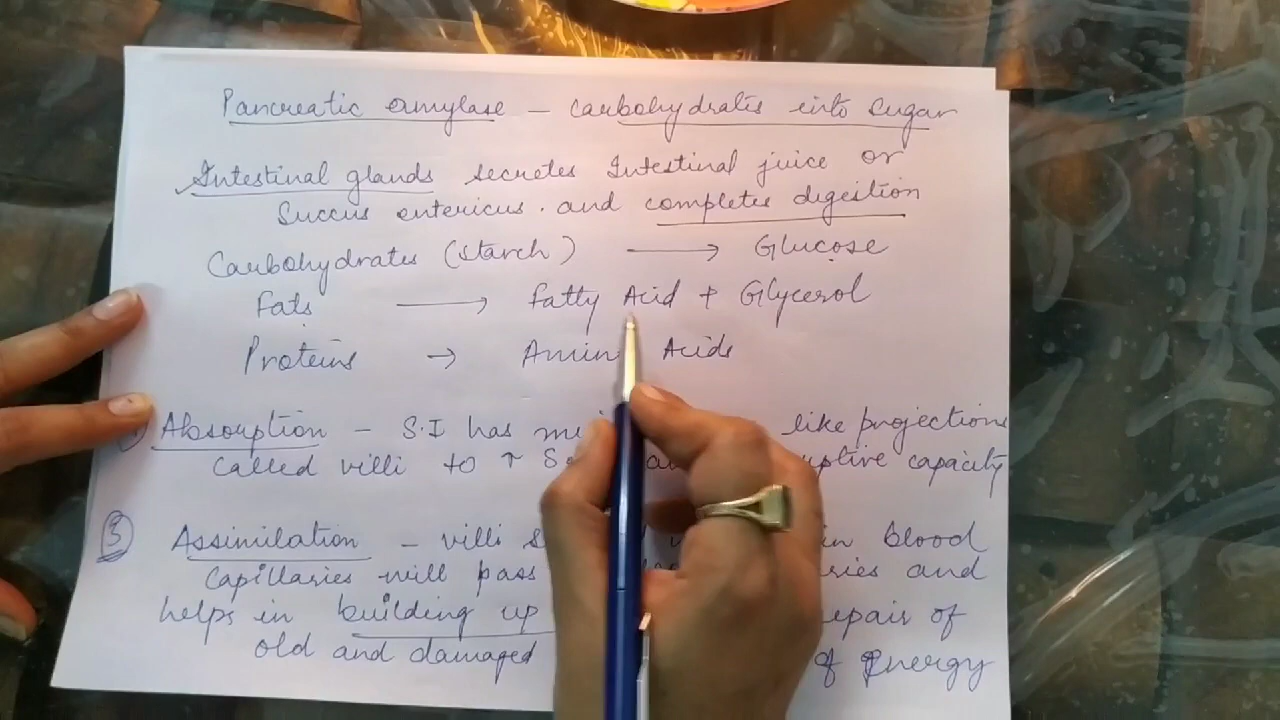 Pancreatic amylase – carbohydrates into sugar
Intestinal glands secretes Intestinal juice or
Succus entericus. and completes digestion
Carbohydrates (starch) → Glucose
Fats → Fatty Acid + Glycerol
Proteins → Acids
Absorption – S.I has like projections
called villi to ↑ capacity
3 Assimilation – villi blood
capillaries will pass and
helps in building up of
old and damaged of energy